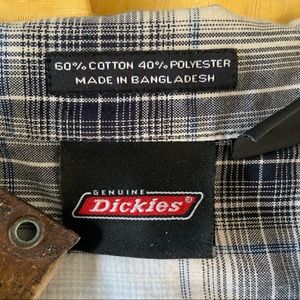 60% COTTON 40% POLYESTER
MADE IN BANGLADESH
GENUINE
Dickies®